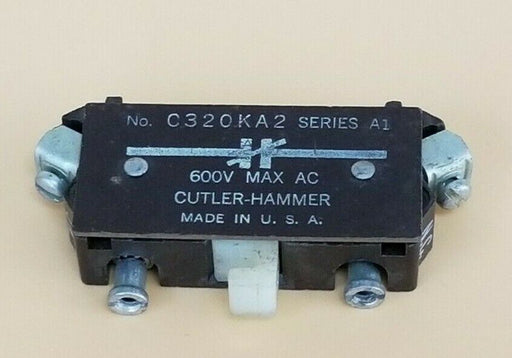 No. C320KA2 SERIES A1
600V MAX AC
CUTLER-HAMMER
MADE IN U. S. A.